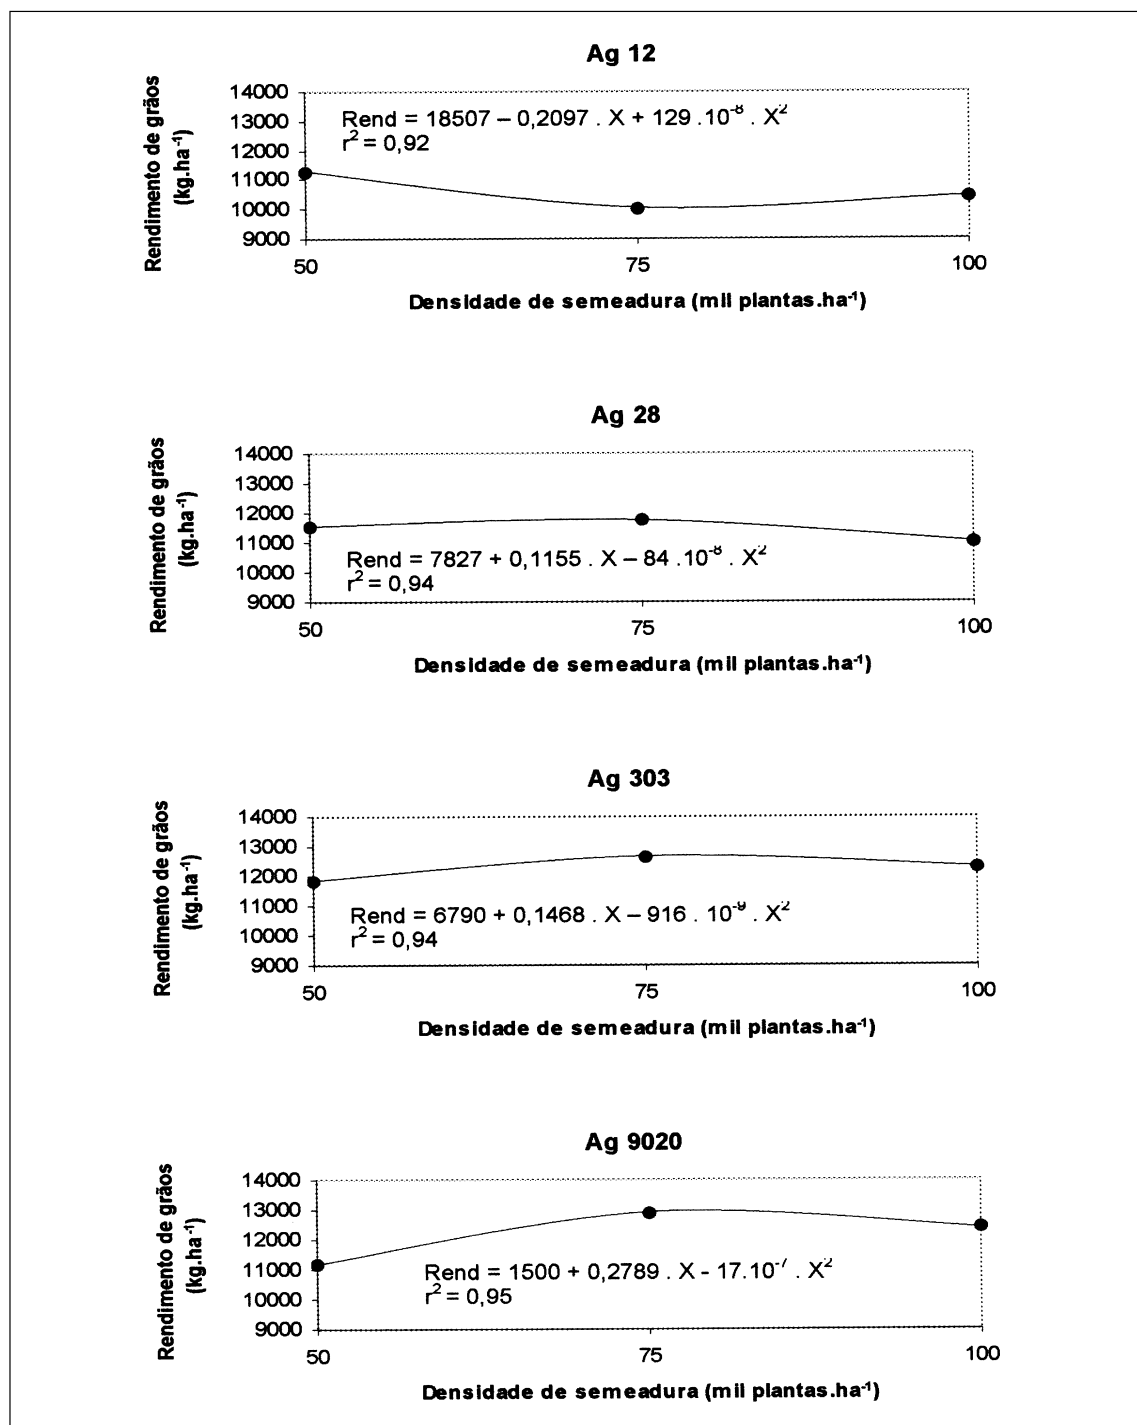 Ag 12
Rendimento de grãos
(kg.ha⁻¹)
14000
13000
12000
11000
10000
9000
Rend = 18507 – 0,2097 . X + 129 .10⁻⁸ . X²
r² = 0,92
50
75
100
Densidade de semeadura (mil plantas.ha⁻¹)
Ag 28
Rendimento de grãos
(kg.ha⁻¹)
14000
13000
12000
11000
10000
9000
Rend = 7827 + 0,1155 . X – 84 .10⁻⁸ . X²
r² = 0,94
50
75
100
Densidade de semeadura (mil plantas.ha⁻¹)
Ag 303
Rendimento de grãos
(kg.ha⁻¹)
14000
13000
12000
11000
10000
9000
Rend = 6790 + 0,1468 . X – 916 . 10⁻⁹ . X²
r² = 0,94
50
75
100
Densidade de semeadura (mil plantas.ha⁻¹)
Ag 9020
Rendimento de grãos
(kg.ha⁻¹)
14000
13000
12000
11000
10000
9000
Rend = 1500 + 0,2789 . X - 17.10⁻⁷ . X²
r² = 0,95
50
75
100
Densidade de semeadura (mil plantas.ha⁻¹)